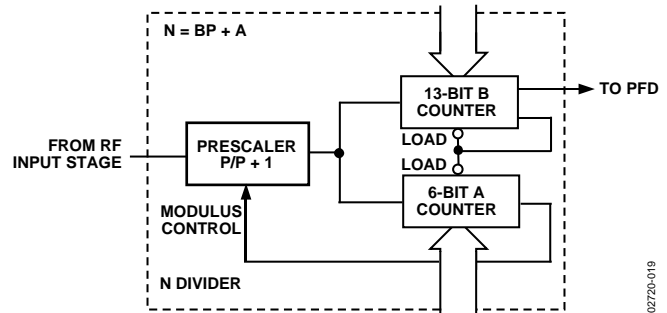 N = BP + A
13-BIT B
COUNTER
TO PFD
LOAD
FROM RF
INPUT STAGE
PRESCALER
P/P + 1
LOAD
6-BIT A
COUNTER
MODULUS
CONTROL
N DIVIDER
02720-019